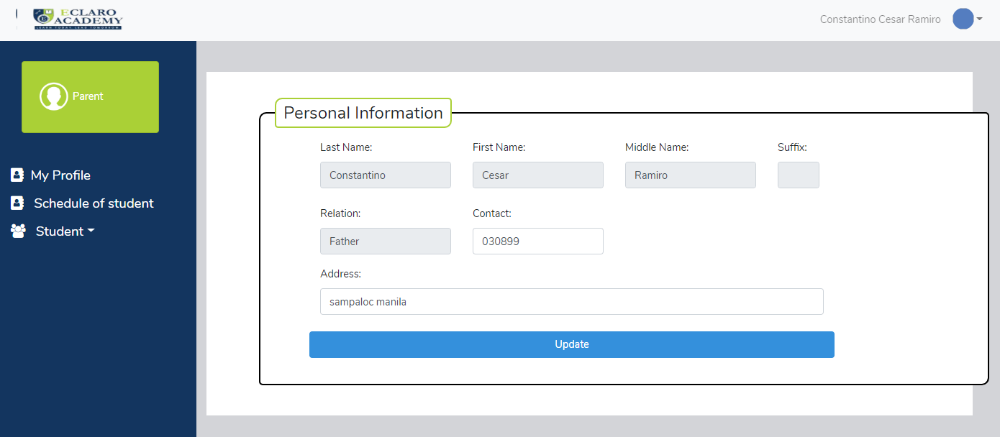 ECLARO
ACADEMY
LEARN TODAY LEAD TOMORROW
Constantino Cesar Ramiro
Parent
My Profile
Schedule of student
Student
Personal Information
Last Name: First Name: Middle Name: Suffix:
Constantino Cesar Ramiro
Relation: Contact:
Father 030899
Address:
sampaloc manila
Update